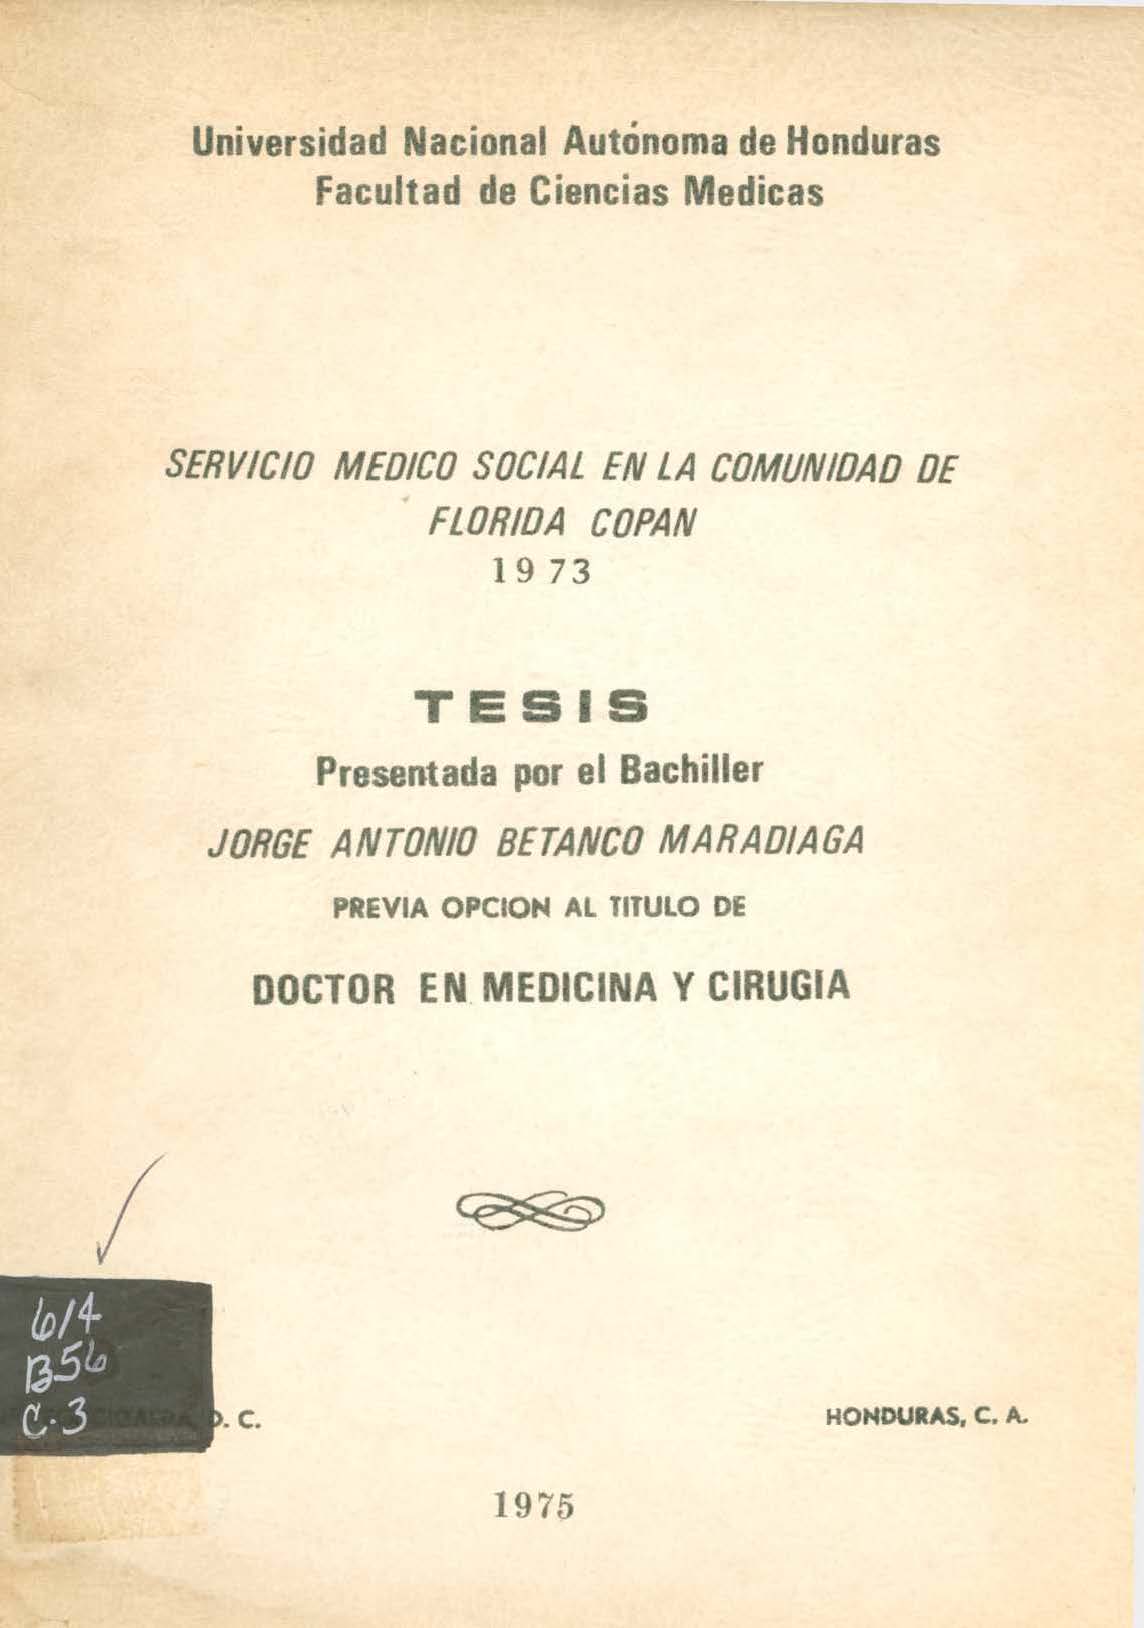 Universidad Nacional Autónoma de Honduras
Facultad de Ciencias Medicas
SERVICIO MEDICO SOCIAL EN LA COMUNIDAD DE
FLORIDA COPAN
19 73
TESIS
Presentada por el Bachiller
JORGE ANTONIO BETANCO MARADIAGA
PREVIA OPCION AL TITULO DE
DOCTOR EN MEDICINA Y CIRUGIA
614
B56
C.3
D. C.
HONDURAS, C. A.
1975